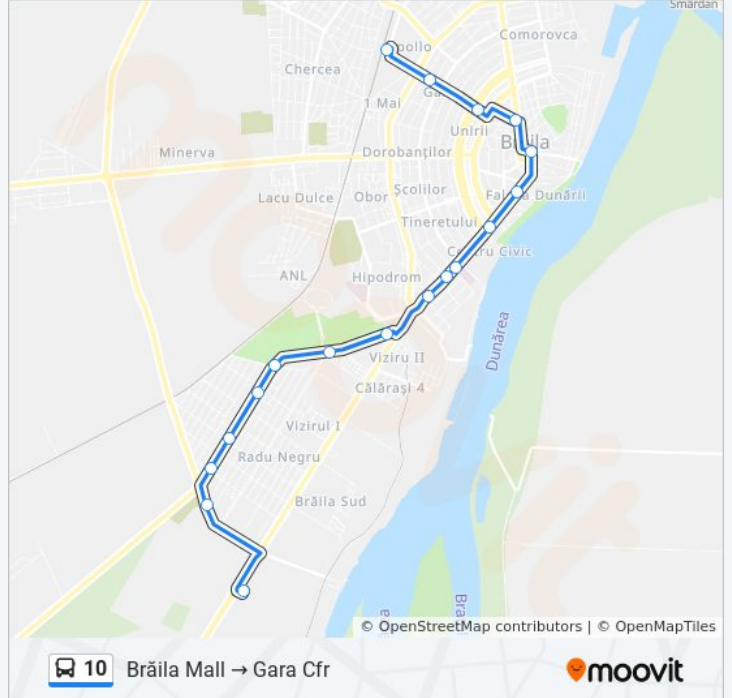 Smârdan
Comorovca
Apollo
Chercea
1 Mai
Unirii
Brăila
Minerva
Dorobanților
Școlilor
Lacu Dulce
Obor
Faleza Dunării
Tineretului
Centru Civic
ANL
Hipodrom
Dunărea
Viziru II
Călărași 4
Vizirul I
Radu Negru
Brăila Sud
© OpenStreetMap contributors | © OpenMapTiles
10 Brăila Mall → Gara Cfr
moovit